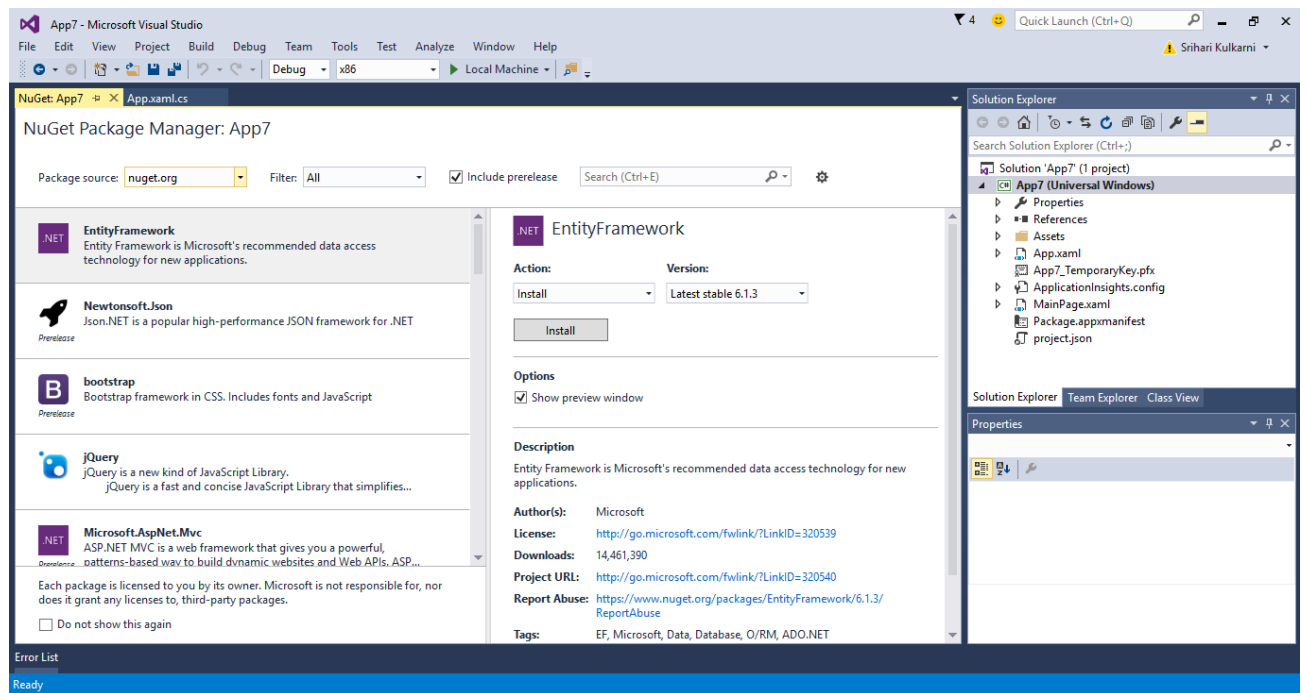 App7 - Microsoft Visual Studio
4
Quick Launch (Ctrl+Q)
File Edit View Project Build Debug Team Tools Test Analyze Window Help
Srihari Kulkarni
Debug x86 Local Machine
NuGet: App7 App.xaml.cs
NuGet Package Manager: App7
Package source: nuget.org Filter: All Include prerelease Search (Ctrl+E)
.NET
EntityFramework
Entity Framework is Microsoft's recommended data access
technology for new applications.
Newtonsoft.Json
Json.NET is a popular high-performance JSON framework for .NET
Prerelease
B
bootstrap
Bootstrap framework in CSS. Includes fonts and JavaScript
Prerelease
jQuery
jQuery is a new kind of JavaScript Library.
jQuery is a fast and concise JavaScript Library that simplifies...
.NET
Microsoft.AspNet.Mvc
ASP.NET MVC is a web framework that gives you a powerful,
Prerelease
patterns-based way to build dynamic websites and Web APIs. ASP...
Each package is licensed to you by its owner. Microsoft is not responsible for, nor
does it grant any licenses to, third-party packages.
Do not show this again
.NET EntityFramework
Action: Version:
Install Latest stable 6.1.3
Install
Options
Show preview window
Description
Entity Framework is Microsoft's recommended data access technology for new
applications.
Author(s): Microsoft
License: http://go.microsoft.com/fwlink/?LinkID=320539
Downloads: 14,461,390
Project URL: http://go.microsoft.com/fwlink/?LinkID=320540
Report Abuse: https://www.nuget.org/packages/EntityFramework/6.1.3/
ReportAbuse
Tags: EF, Microsoft, Data, Database, O/RM, ADO.NET
Solution Explorer
Search Solution Explorer (Ctrl+;)
Solution 'App7' (1 project)
C# App7 (Universal Windows)
Properties
References
Assets
App.xaml
App7_TemporaryKey.pfx
ApplicationInsights.config
MainPage.xaml
Package.appxmanifest
project.json
Solution Explorer Team Explorer Class View
Properties
Error List
Ready